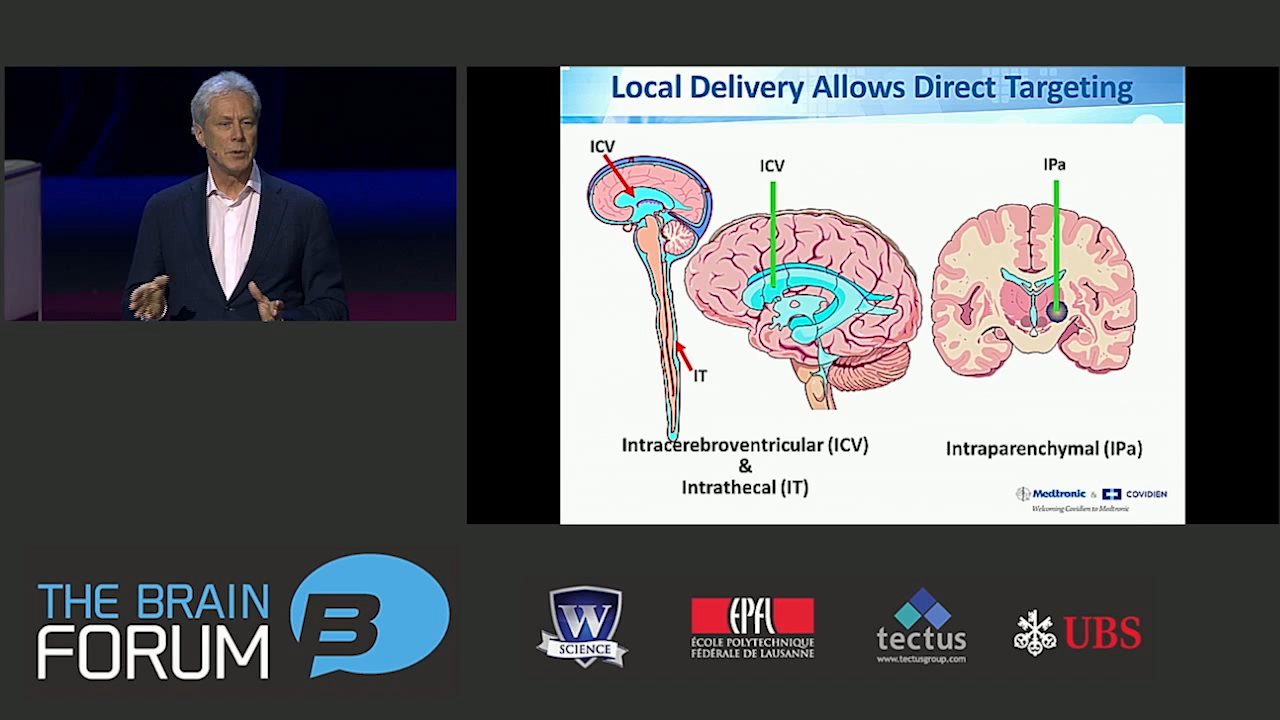 Local Delivery Allows Direct Targeting
ICV
ICV
IPa
IT
Intracerebroventricular (ICV)
&
Intrathecal (IT)
Intraparenchymal (IPa)
Medtronic & COVIDIEN
Welcoming Covidien to Medtronic
THE BRAIN
FORUM
B
W
SCIENCE
EPFL
ÉCOLE POLYTECHNIQUE
FÉDÉRALE DE LAUSANNE
tectus
www.tectusgroup.com
UBS